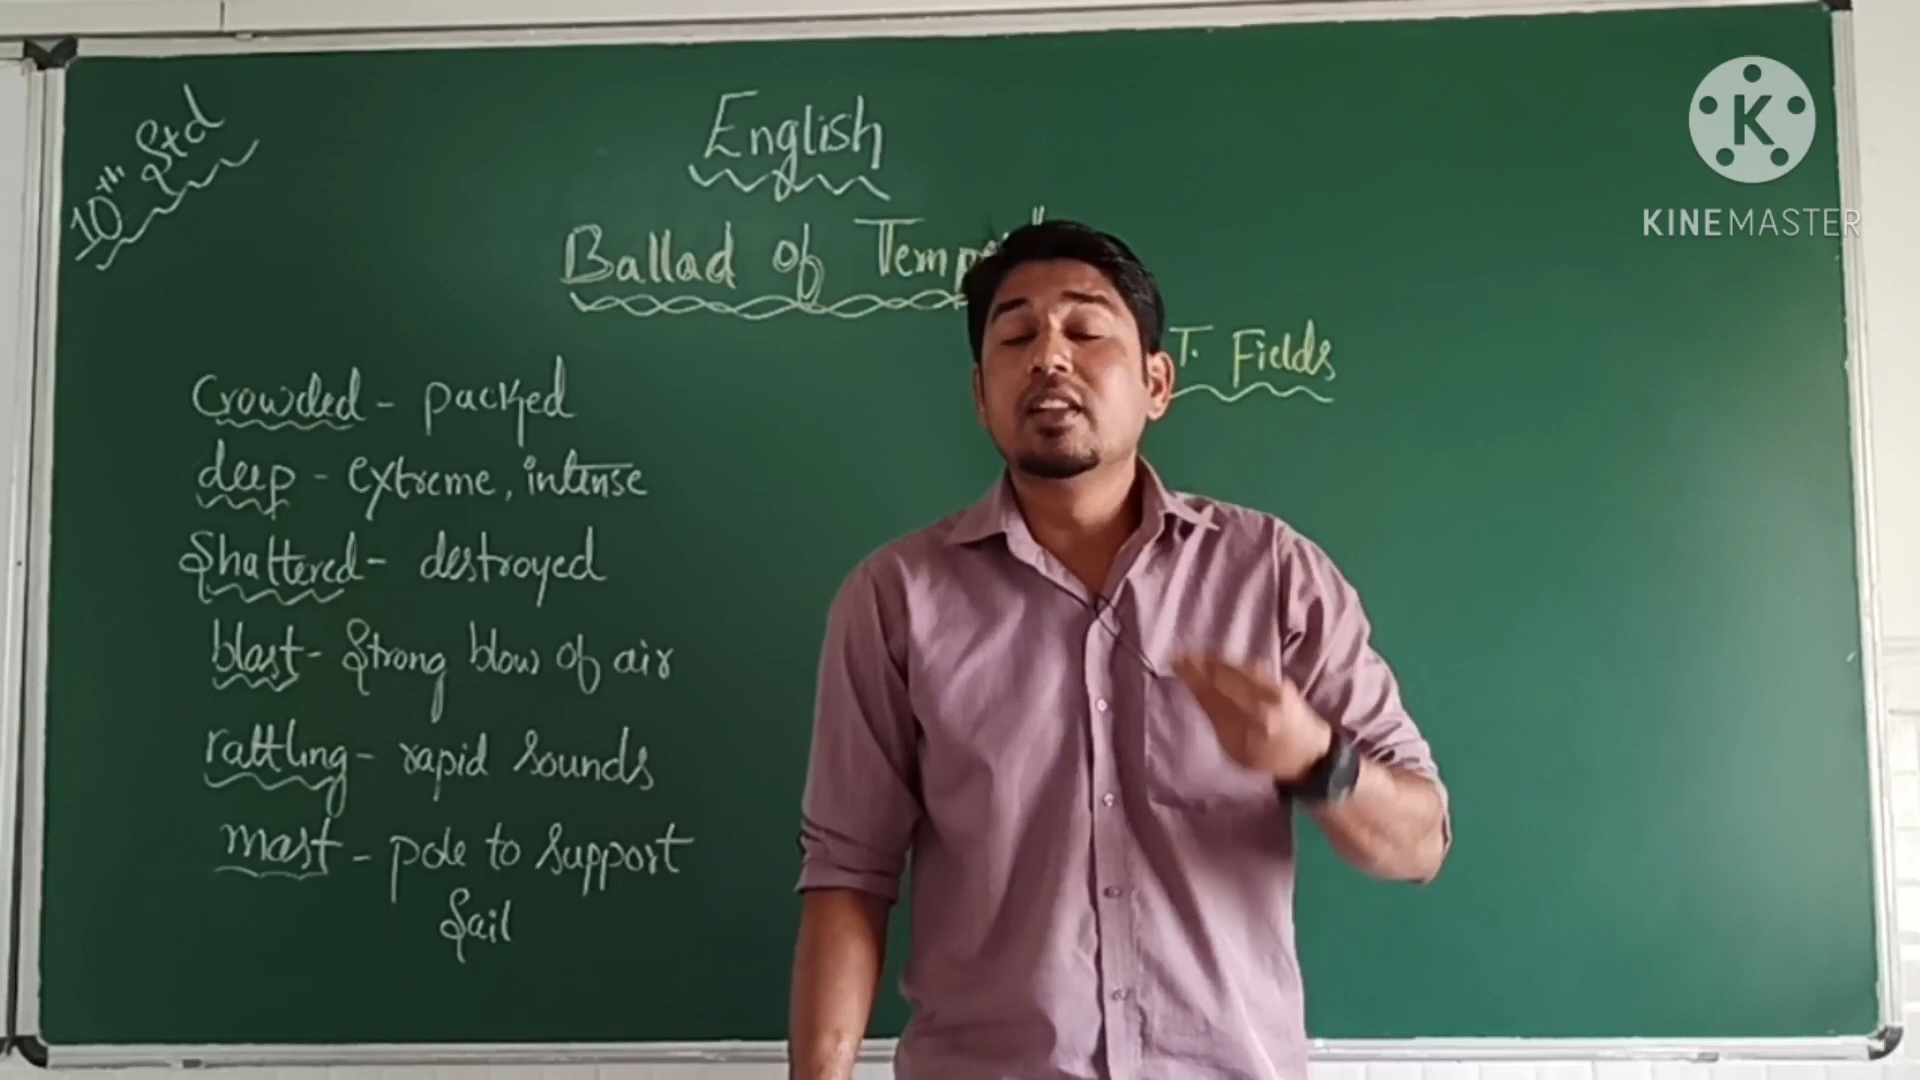 10th Std
English
Ballad of
T. Fields
Crowded - packed
deep - extreme, intense
Shattered - destroyed
blast - Strong blow of air
rattling - rapid sounds
mast - pole to support
Sail
K
KINEMASTER